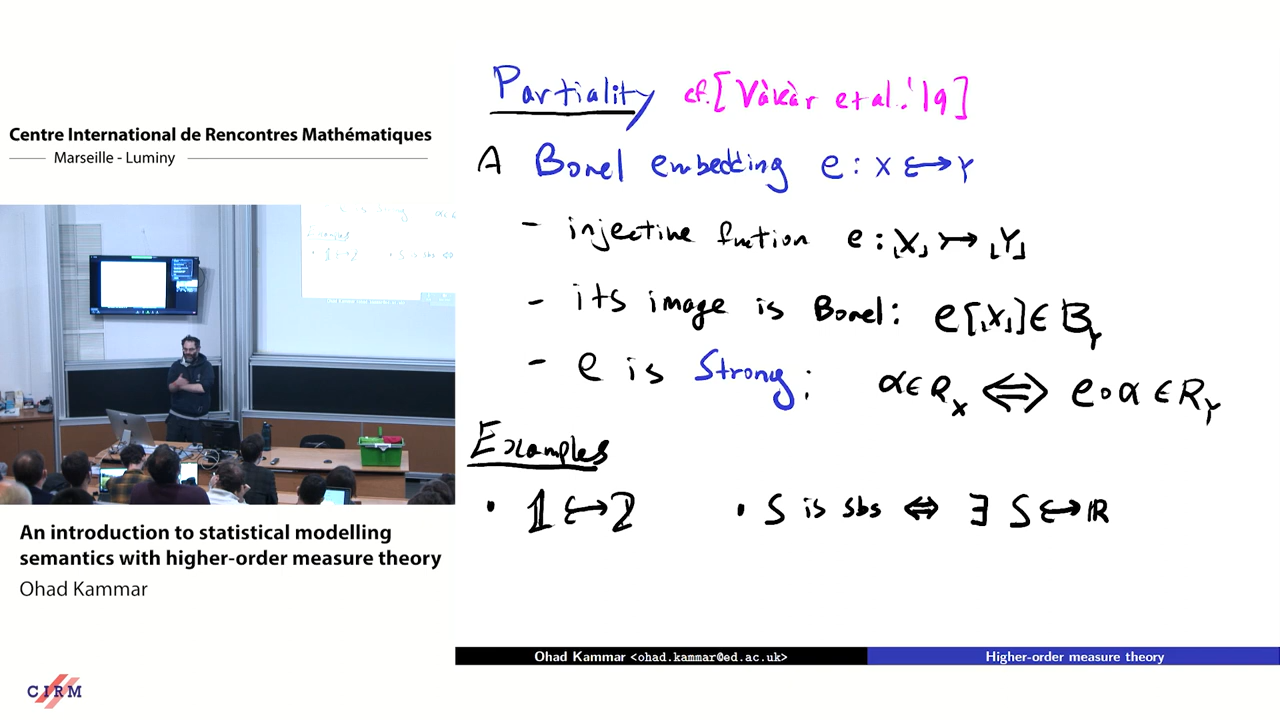 Centre International de Rencontres Mathématiques
Marseille - Luminy
An introduction to statistical modelling
semantics with higher-order measure theory
Ohad Kammar
CIRM
Partiality cf. [Vàkàr et al. '19]
A Borel embedding e : X ↪ Y
- injective function e : ⌞X⌟ ↣ ⌞Y⌟
- its image is Borel: e[⌞X⌟] ∈ B_Y
- e is Strong: α ∈ R_X ⟺ e∘α ∈ R_Y
Examples
• 𝟙 ↪ 2 • S is sbs ⟺ ∃ S ↪ ℝ
Ohad Kammar <ohad.kammar@ed.ac.uk> Higher-order measure theory